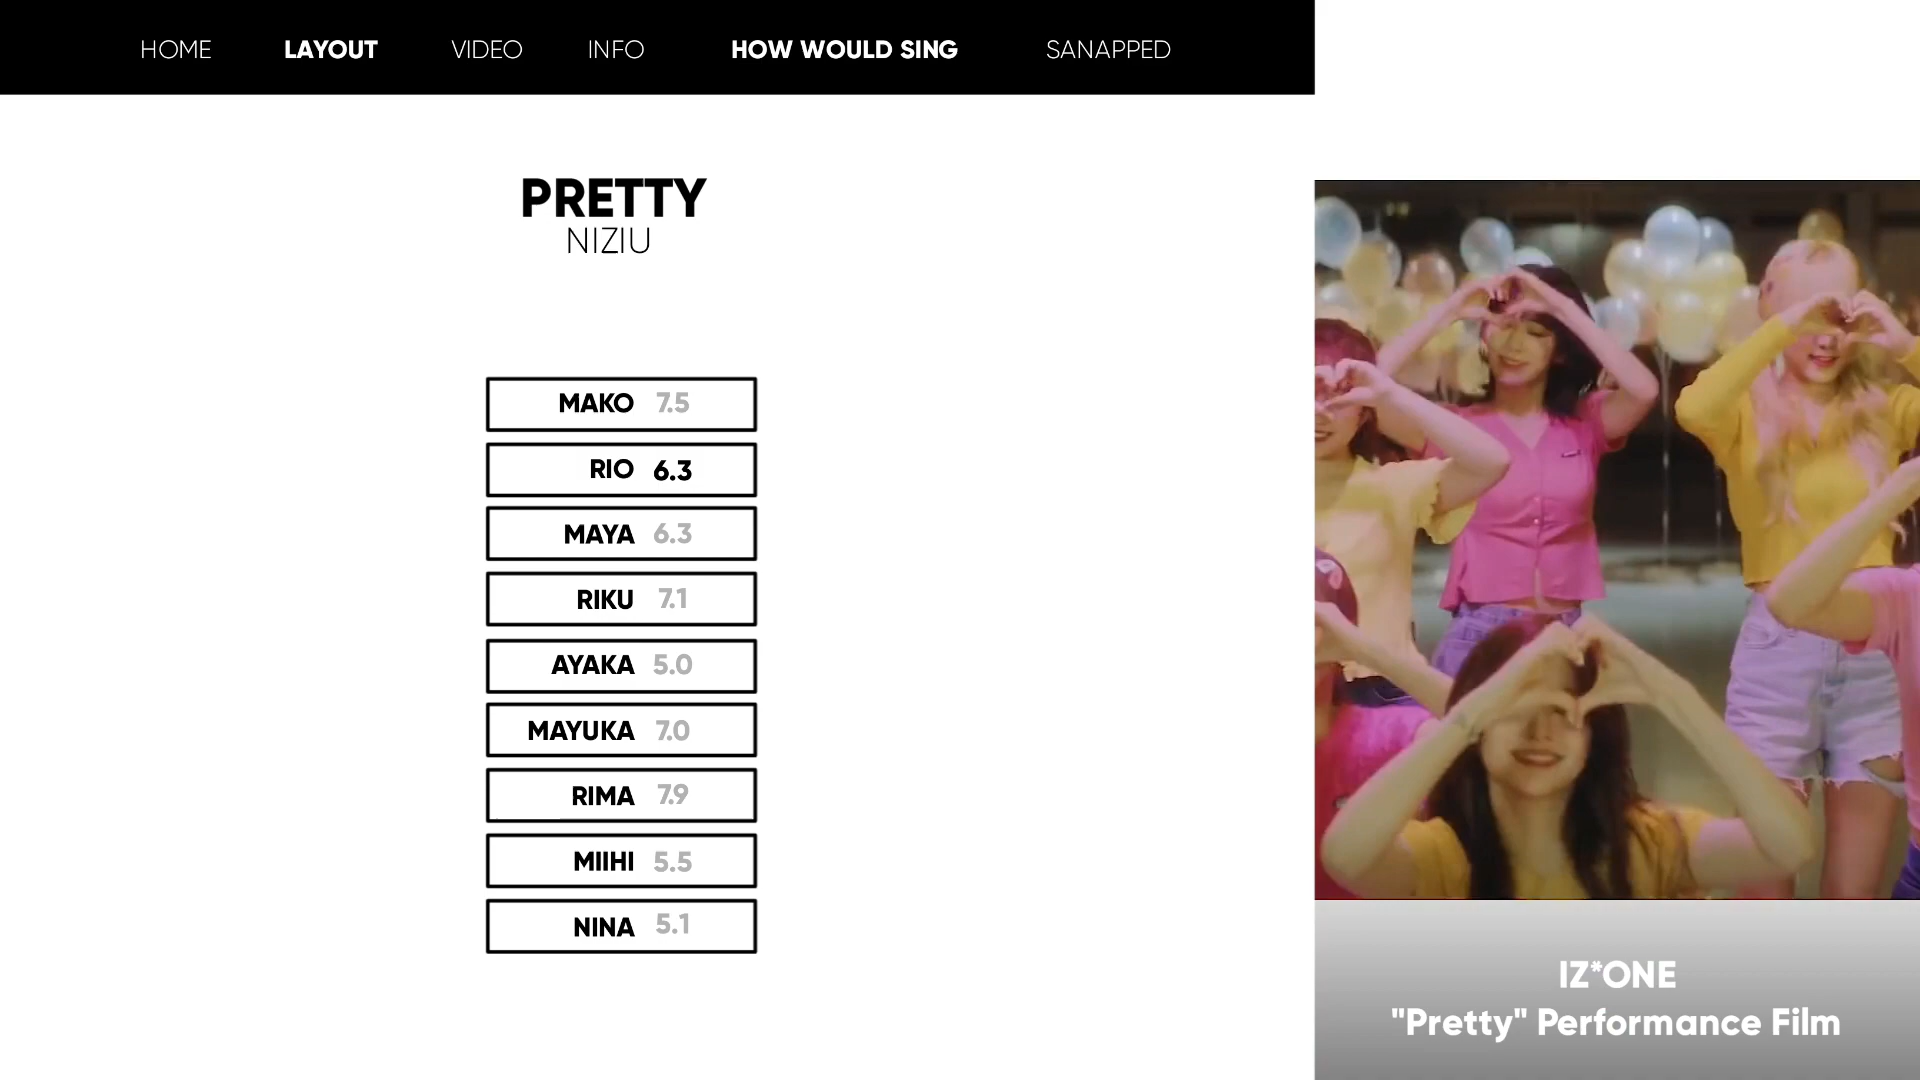 HOME LAYOUT VIDEO INFO HOW WOULD SING SANAPPED
PRETTY
NIZIU
MAKO 7.5
RIO 6.3
MAYA 6.3
RIKU 7.1
AYAKA 5.0
MAYUKA 7.0
RIMA 7.9
MIIHI 5.5
NINA 5.1
IZ*ONE
"Pretty" Performance Film